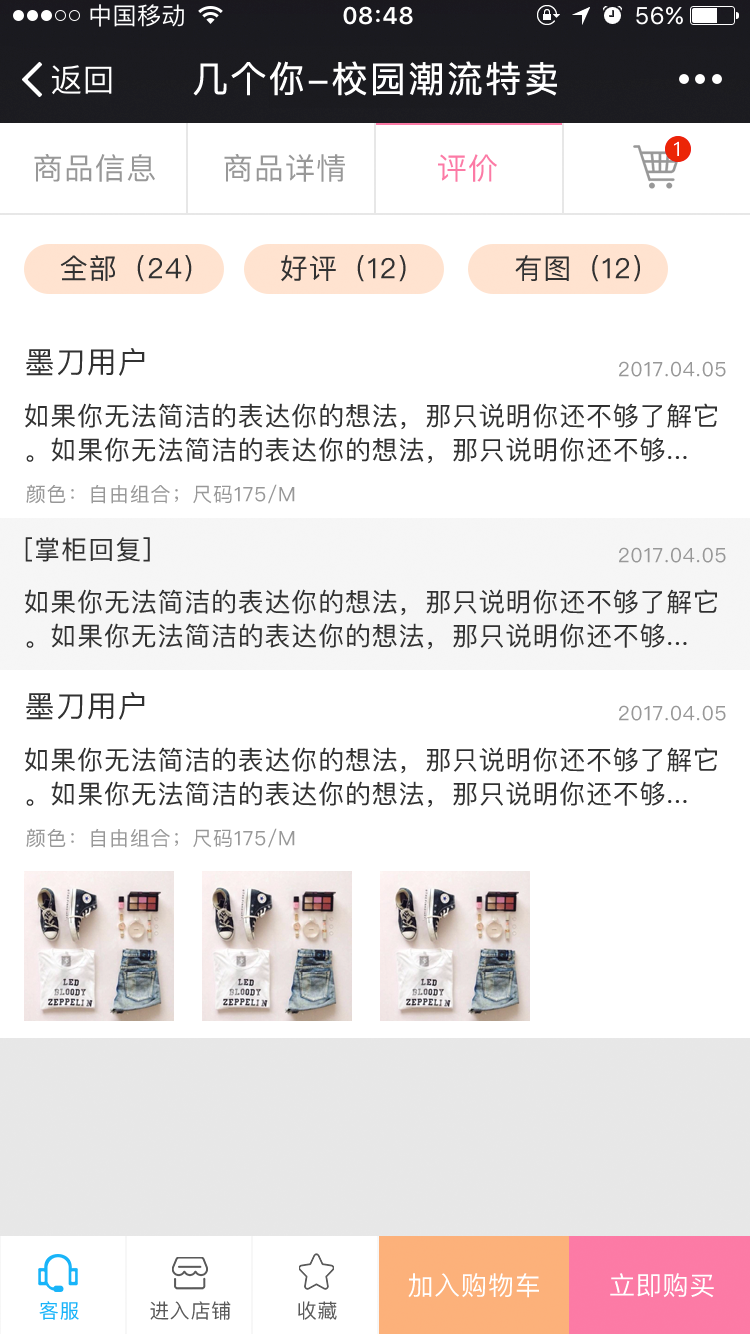 中国移动 08:48 56%
返回 几个你-校园潮流特卖
商品信息 商品详情 评价 1
全部（24） 好评（12） 有图（12）
墨刀用户 2017.04.05
如果你无法简洁的表达你的想法，那只说明你还不够了解它
。如果你无法简洁的表达你的想法，那只说明你还不够...
颜色：自由组合；尺码175/M
[掌柜回复] 2017.04.05
如果你无法简洁的表达你的想法，那只说明你还不够了解它
。如果你无法简洁的表达你的想法，那只说明你还不够...
墨刀用户 2017.04.05
如果你无法简洁的表达你的想法，那只说明你还不够了解它
。如果你无法简洁的表达你的想法，那只说明你还不够...
颜色：自由组合；尺码175/M
LED LED LED
BLOODY BLOODY BLOODY
ZEPPELIN ZEPPELIN ZEPPELIN
客服 进入店铺 收藏 加入购物车 立即购买